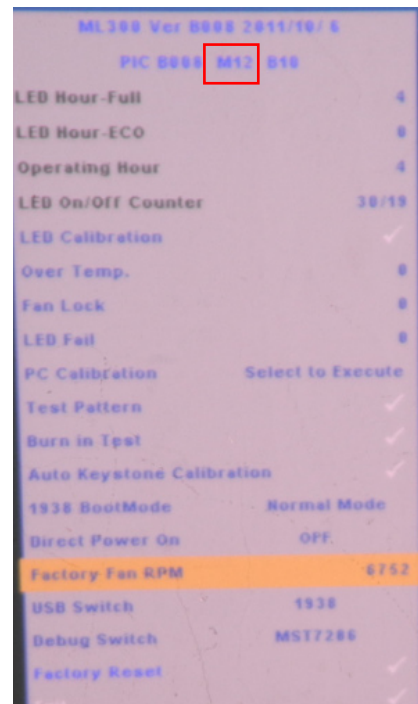 ML300 Ver B008 2011/10/ 6
PIC B008 M12 B10
LED Hour-Full 4
LED Hour-ECO 0
Operating Hour 4
LED On/Off Counter 30/19
LED Calibration
Over Temp. 0
Fan Lock 0
LED Fail 0
PC Calibration Select to Execute
Test Pattern
Burn in Test
Auto Keystone Calibration
1938 BootMode Normal Mode
Direct Power On OFF.
Factory Fan RPM 6752
USB Switch 1938
Debug Switch MST7286
Factory Reset